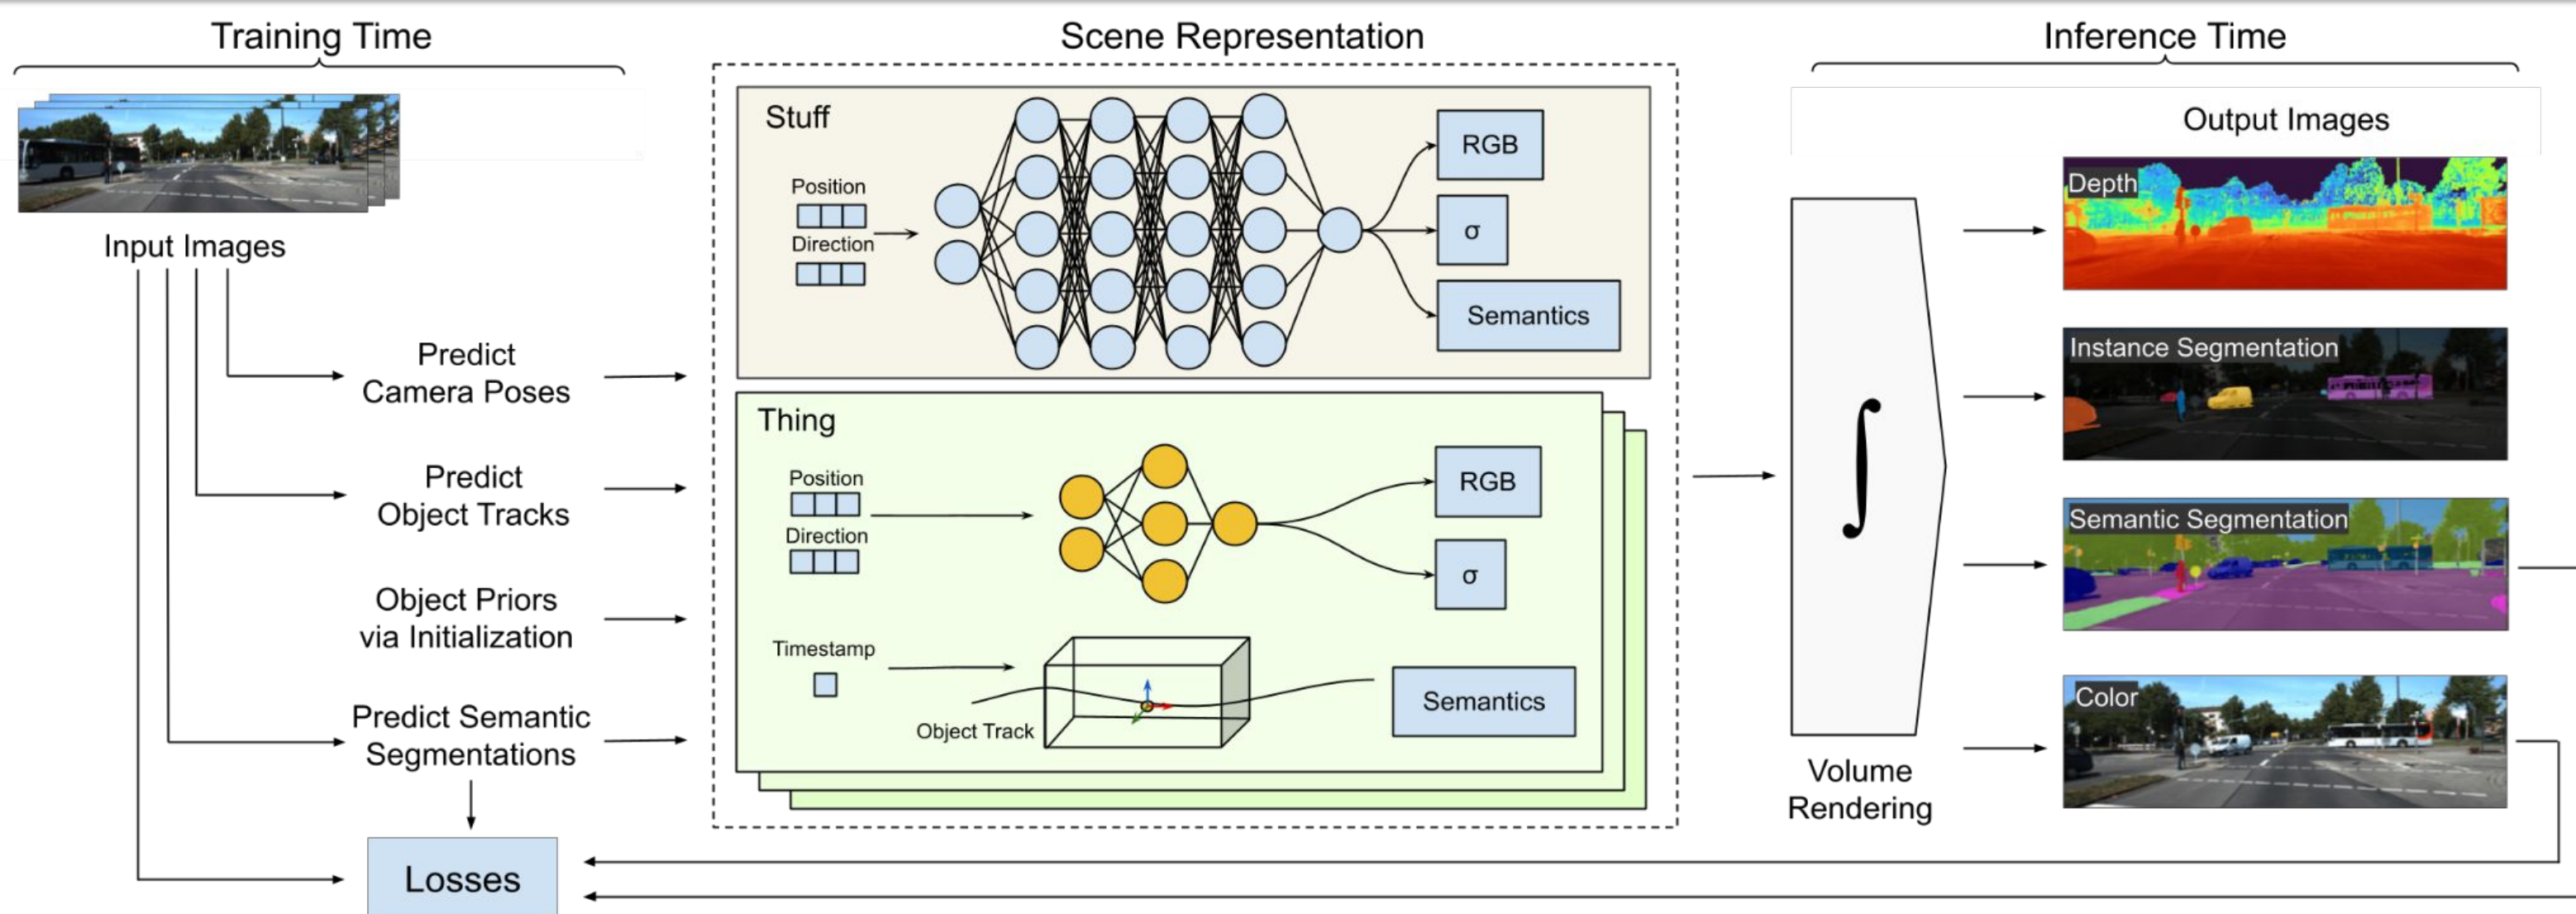 Training Time
Input Images
Predict
Camera Poses
Predict
Object Tracks
Object Priors
via Initialization
Predict Semantic
Segmentations
Losses
Scene Representation
Stuff
Position
Direction
RGB
σ
Semantics
Thing
Position
Direction
RGB
σ
Timestamp
Object Track
Semantics
Inference Time
∫
Volume
Rendering
Output Images
Depth
Instance Segmentation
Semantic Segmentation
Color